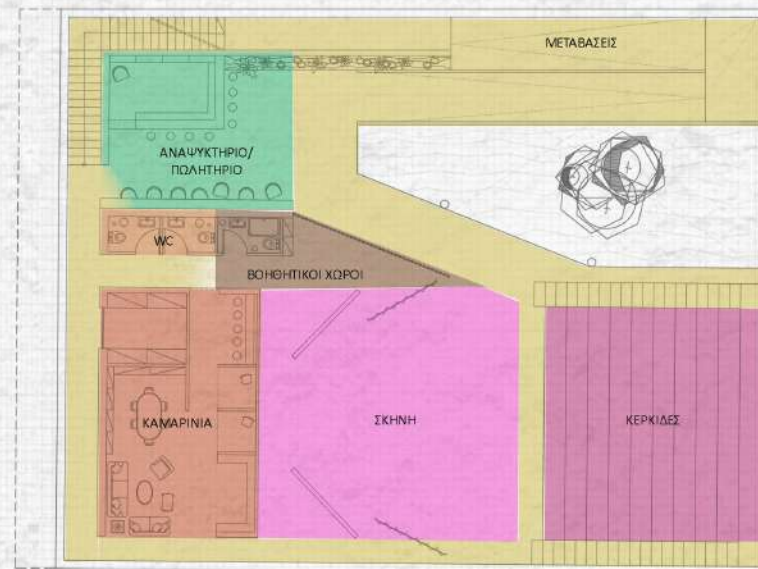 ΜΕΤΑΒΑΣΕΙΣ
ΑΝΑΨΥΚΤΗΡΙΟ/
ΠΩΛΗΤΗΡΙΟ
WC
ΒΟΗΘΗΤΙΚΟΙ ΧΩΡΟΙ
ΚΑΜΑΡΙΝΙΑ
ΣΚΗΝΗ
ΚΕΡΚΙΔΕΣ